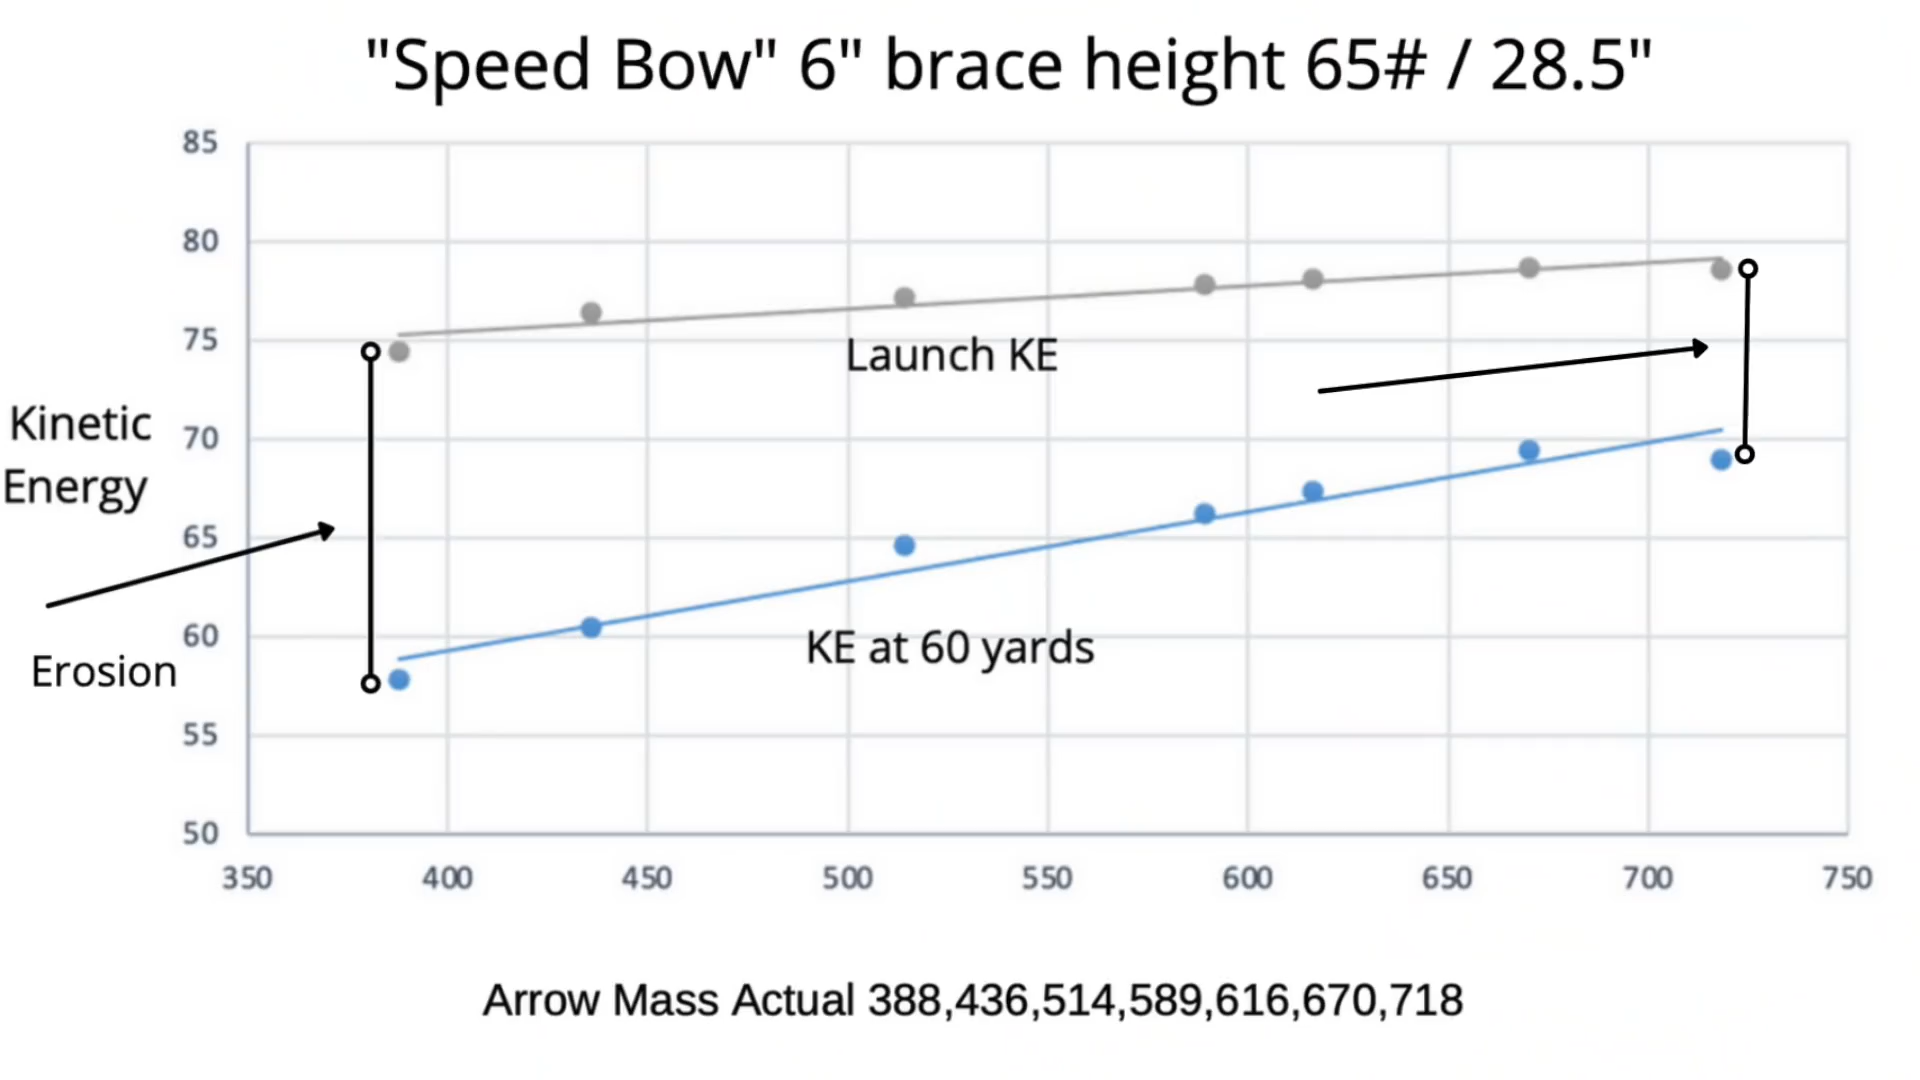 "Speed Bow" 6" brace height 65# / 28.5"
85
80
75
70
65
60
55
50
Kinetic
Energy
Erosion
Launch KE
KE at 60 yards
350 400 450 500 550 600 650 700 750
Arrow Mass Actual 388,436,514,589,616,670,718